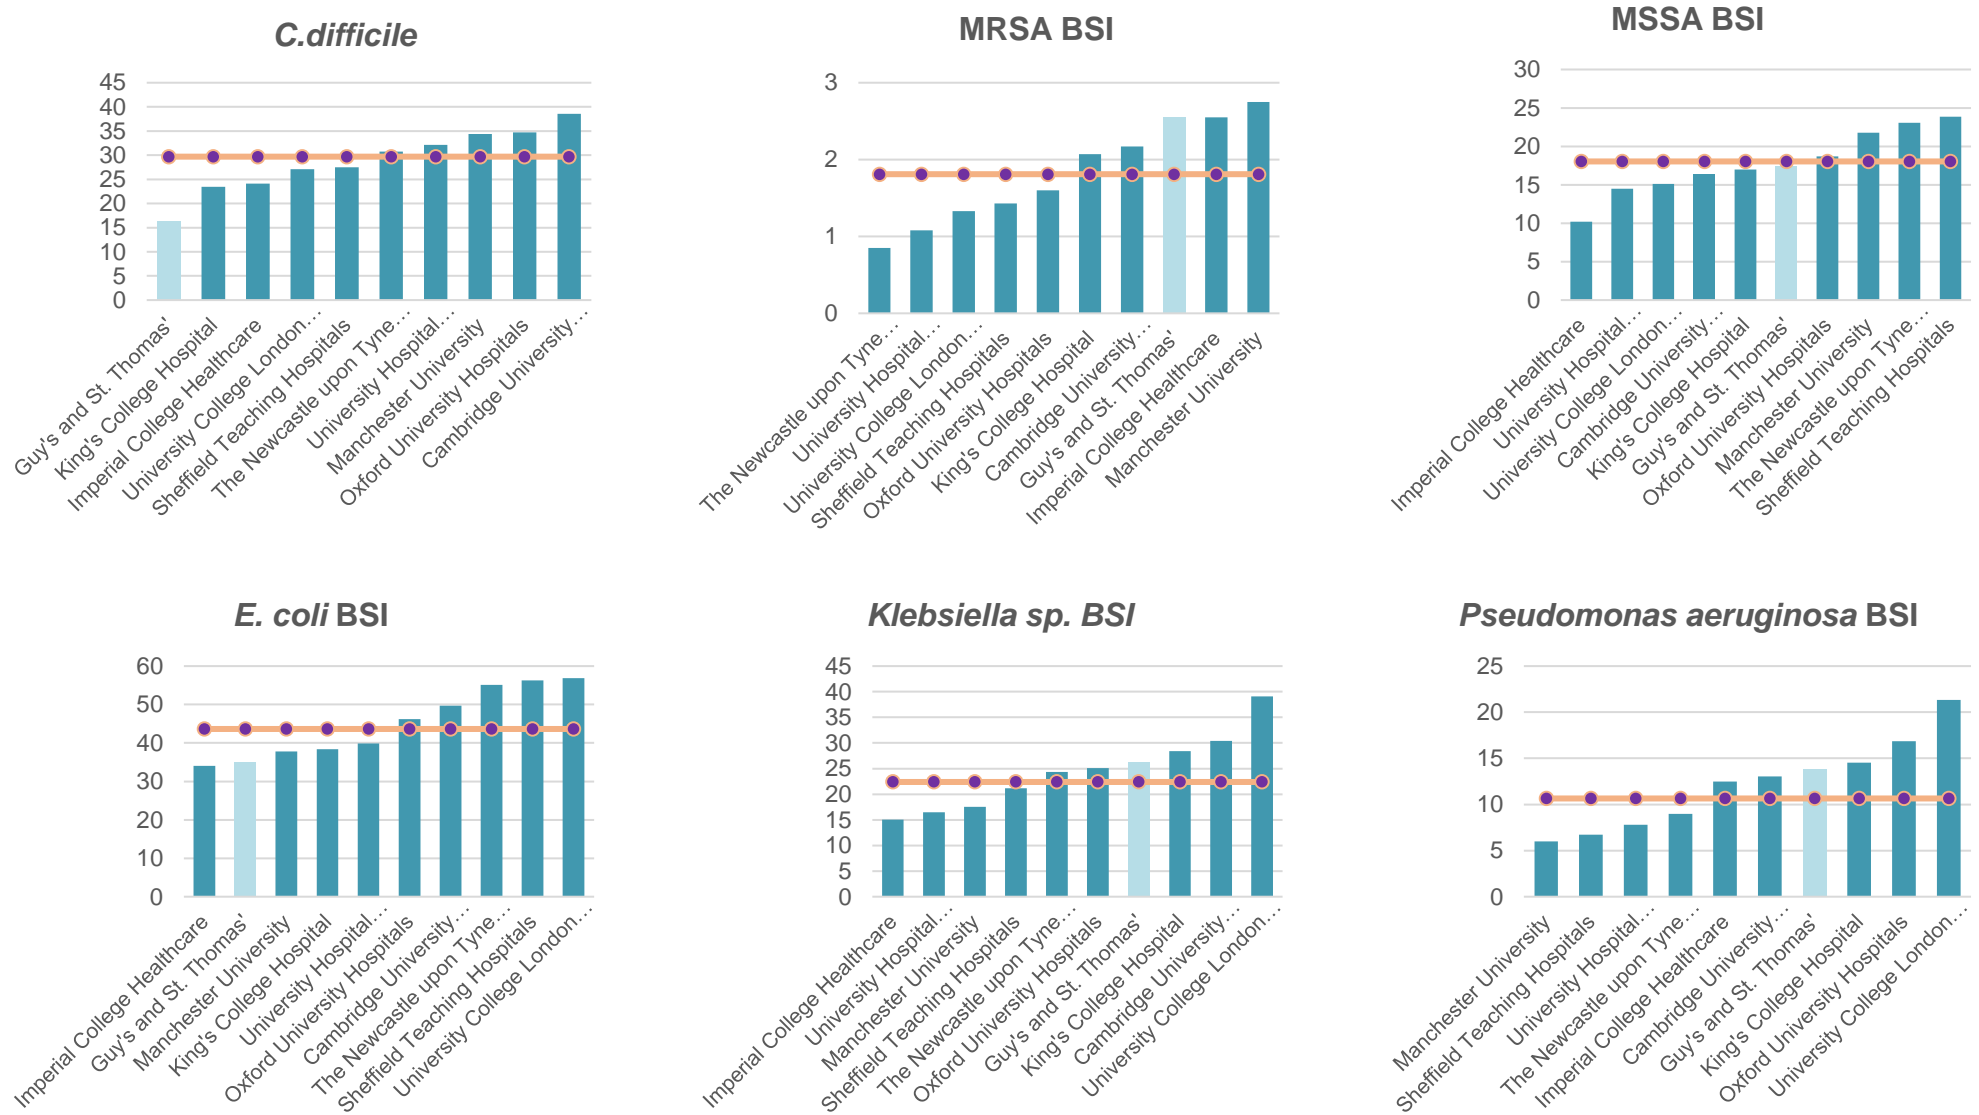 C.difficile
45
40
35
30
25
20
15
10
5
0
Guy's and St. Thomas'
King's College Hospital
Imperial College Healthcare
University College London…
Sheffield Teaching Hospitals
The Newcastle upon Tyne…
University Hospital…
Manchester University
Oxford University Hospitals
Cambridge University…
MRSA BSI
3
2
1
0
The Newcastle upon Tyne…
University Hospital…
University College London…
Sheffield Teaching Hospitals
Oxford University Hospitals
King's College Hospital
Cambridge University…
Guy's and St. Thomas'
Imperial College Healthcare
Manchester University
MSSA BSI
30
25
20
15
10
5
0
Imperial College Healthcare
University Hospital…
University College London…
Cambridge University…
King's College Hospital
Guy's and St. Thomas'
Oxford University Hospitals
Manchester University
The Newcastle upon Tyne…
Sheffield Teaching Hospitals
E. coli BSI
60
50
40
30
20
10
0
Imperial College Healthcare
Guy's and St. Thomas'
Manchester University
King's College Hospital
University Hospital…
Oxford University Hospitals
Cambridge University…
The Newcastle upon Tyne…
Sheffield Teaching Hospitals
University College London…
Klebsiella sp. BSI
45
40
35
30
25
20
15
10
5
0
Imperial College Healthcare
University Hospital…
Manchester University
Sheffield Teaching Hospitals
The Newcastle upon Tyne…
Oxford University Hospitals
Guy's and St. Thomas'
King's College Hospital
Cambridge University…
University College London…
Pseudomonas aeruginosa BSI
25
20
15
10
5
0
Manchester University
Sheffield Teaching Hospitals
University Hospital…
The Newcastle upon Tyne…
Imperial College Healthcare
Cambridge University…
Guy's and St. Thomas'
King's College Hospital
Oxford University Hospitals
University College London…